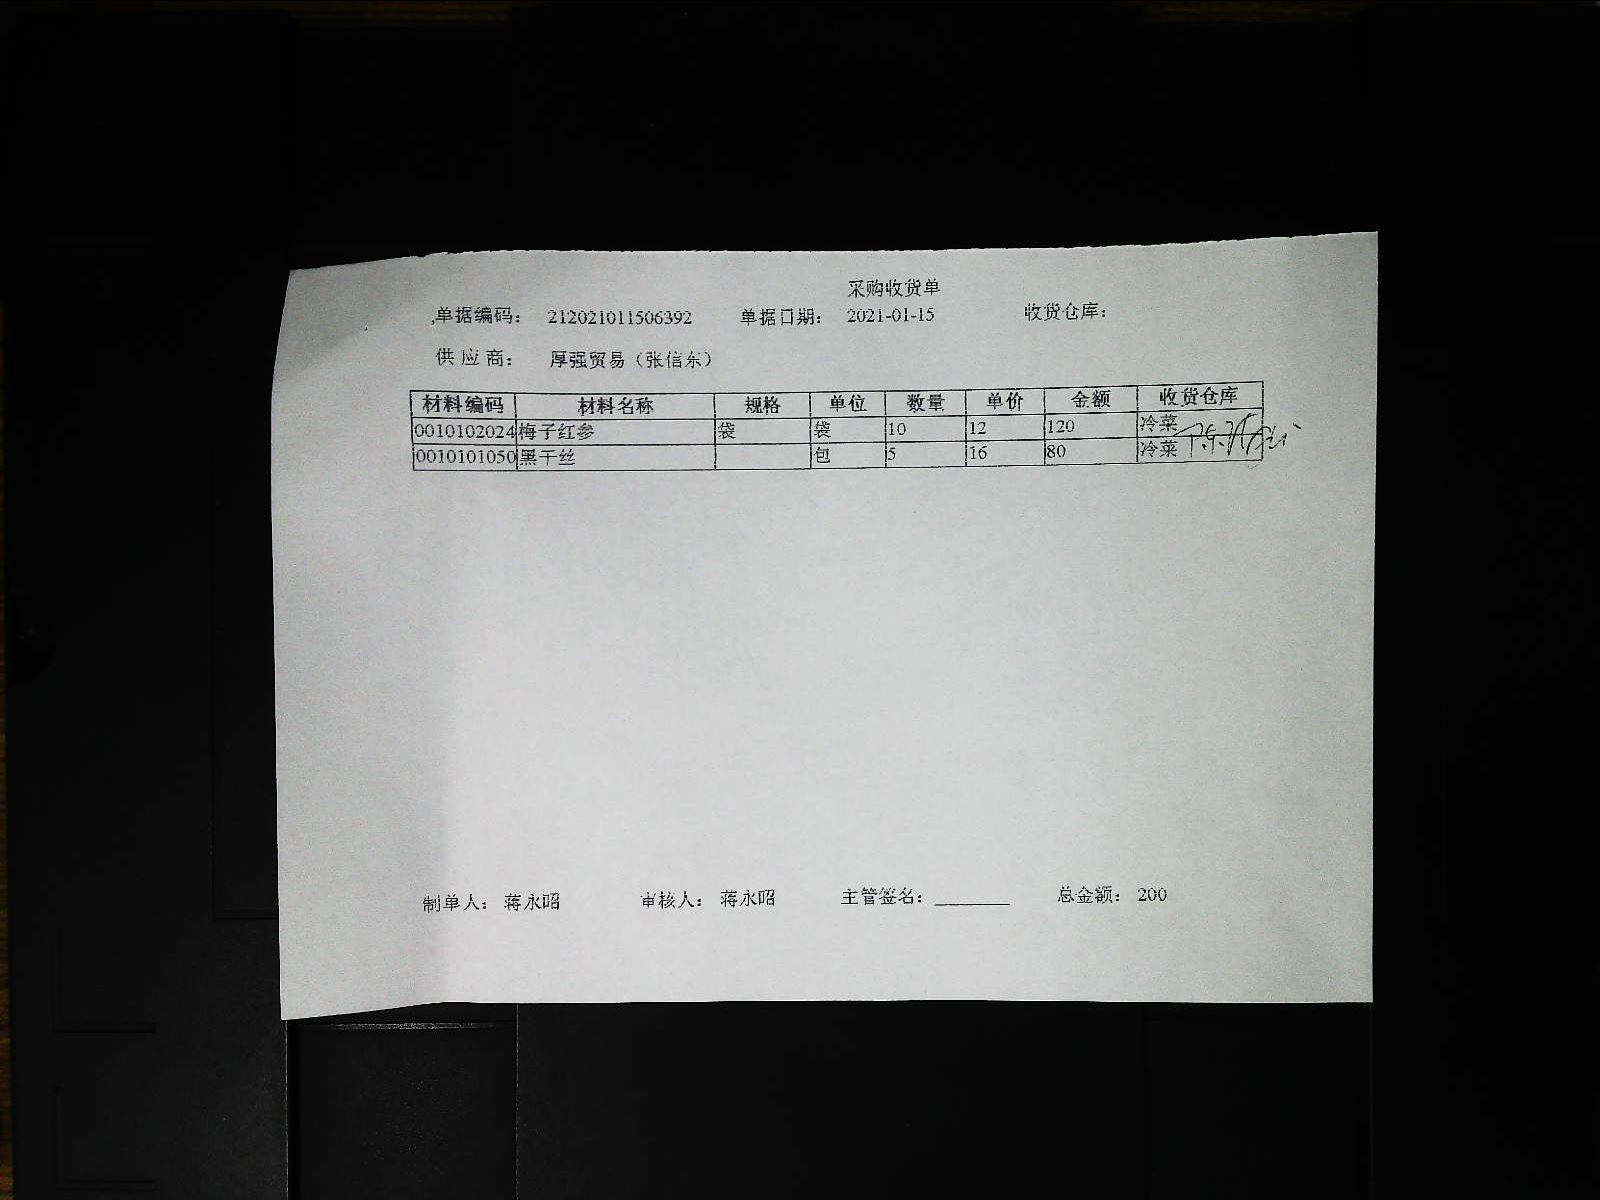 采购收货单
单据编码： 212021011506392 单据日期： 2021-01-15 收货仓库：
供 应 商： 厚强贸易（张信东）
材料编码 材料名称 规格 单位 数量 单价 金额 收货仓库
0010102024 梅子红参 袋 袋 10 12 120 冷菜
0010101050 黑干丝 包 5 16 80 冷菜
制单人： 蒋永昭 审核人： 蒋永昭 主管签名：________ 总金额： 200